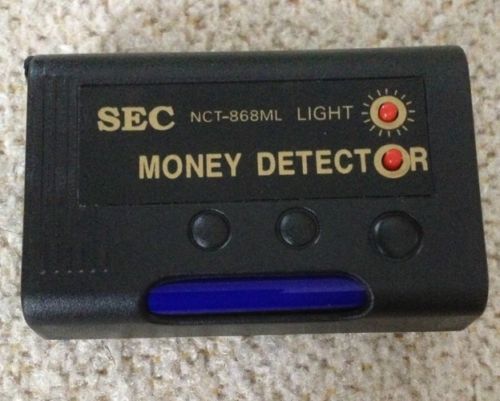 SEC NCT-868ML LIGHT
MONEY DETECTOR